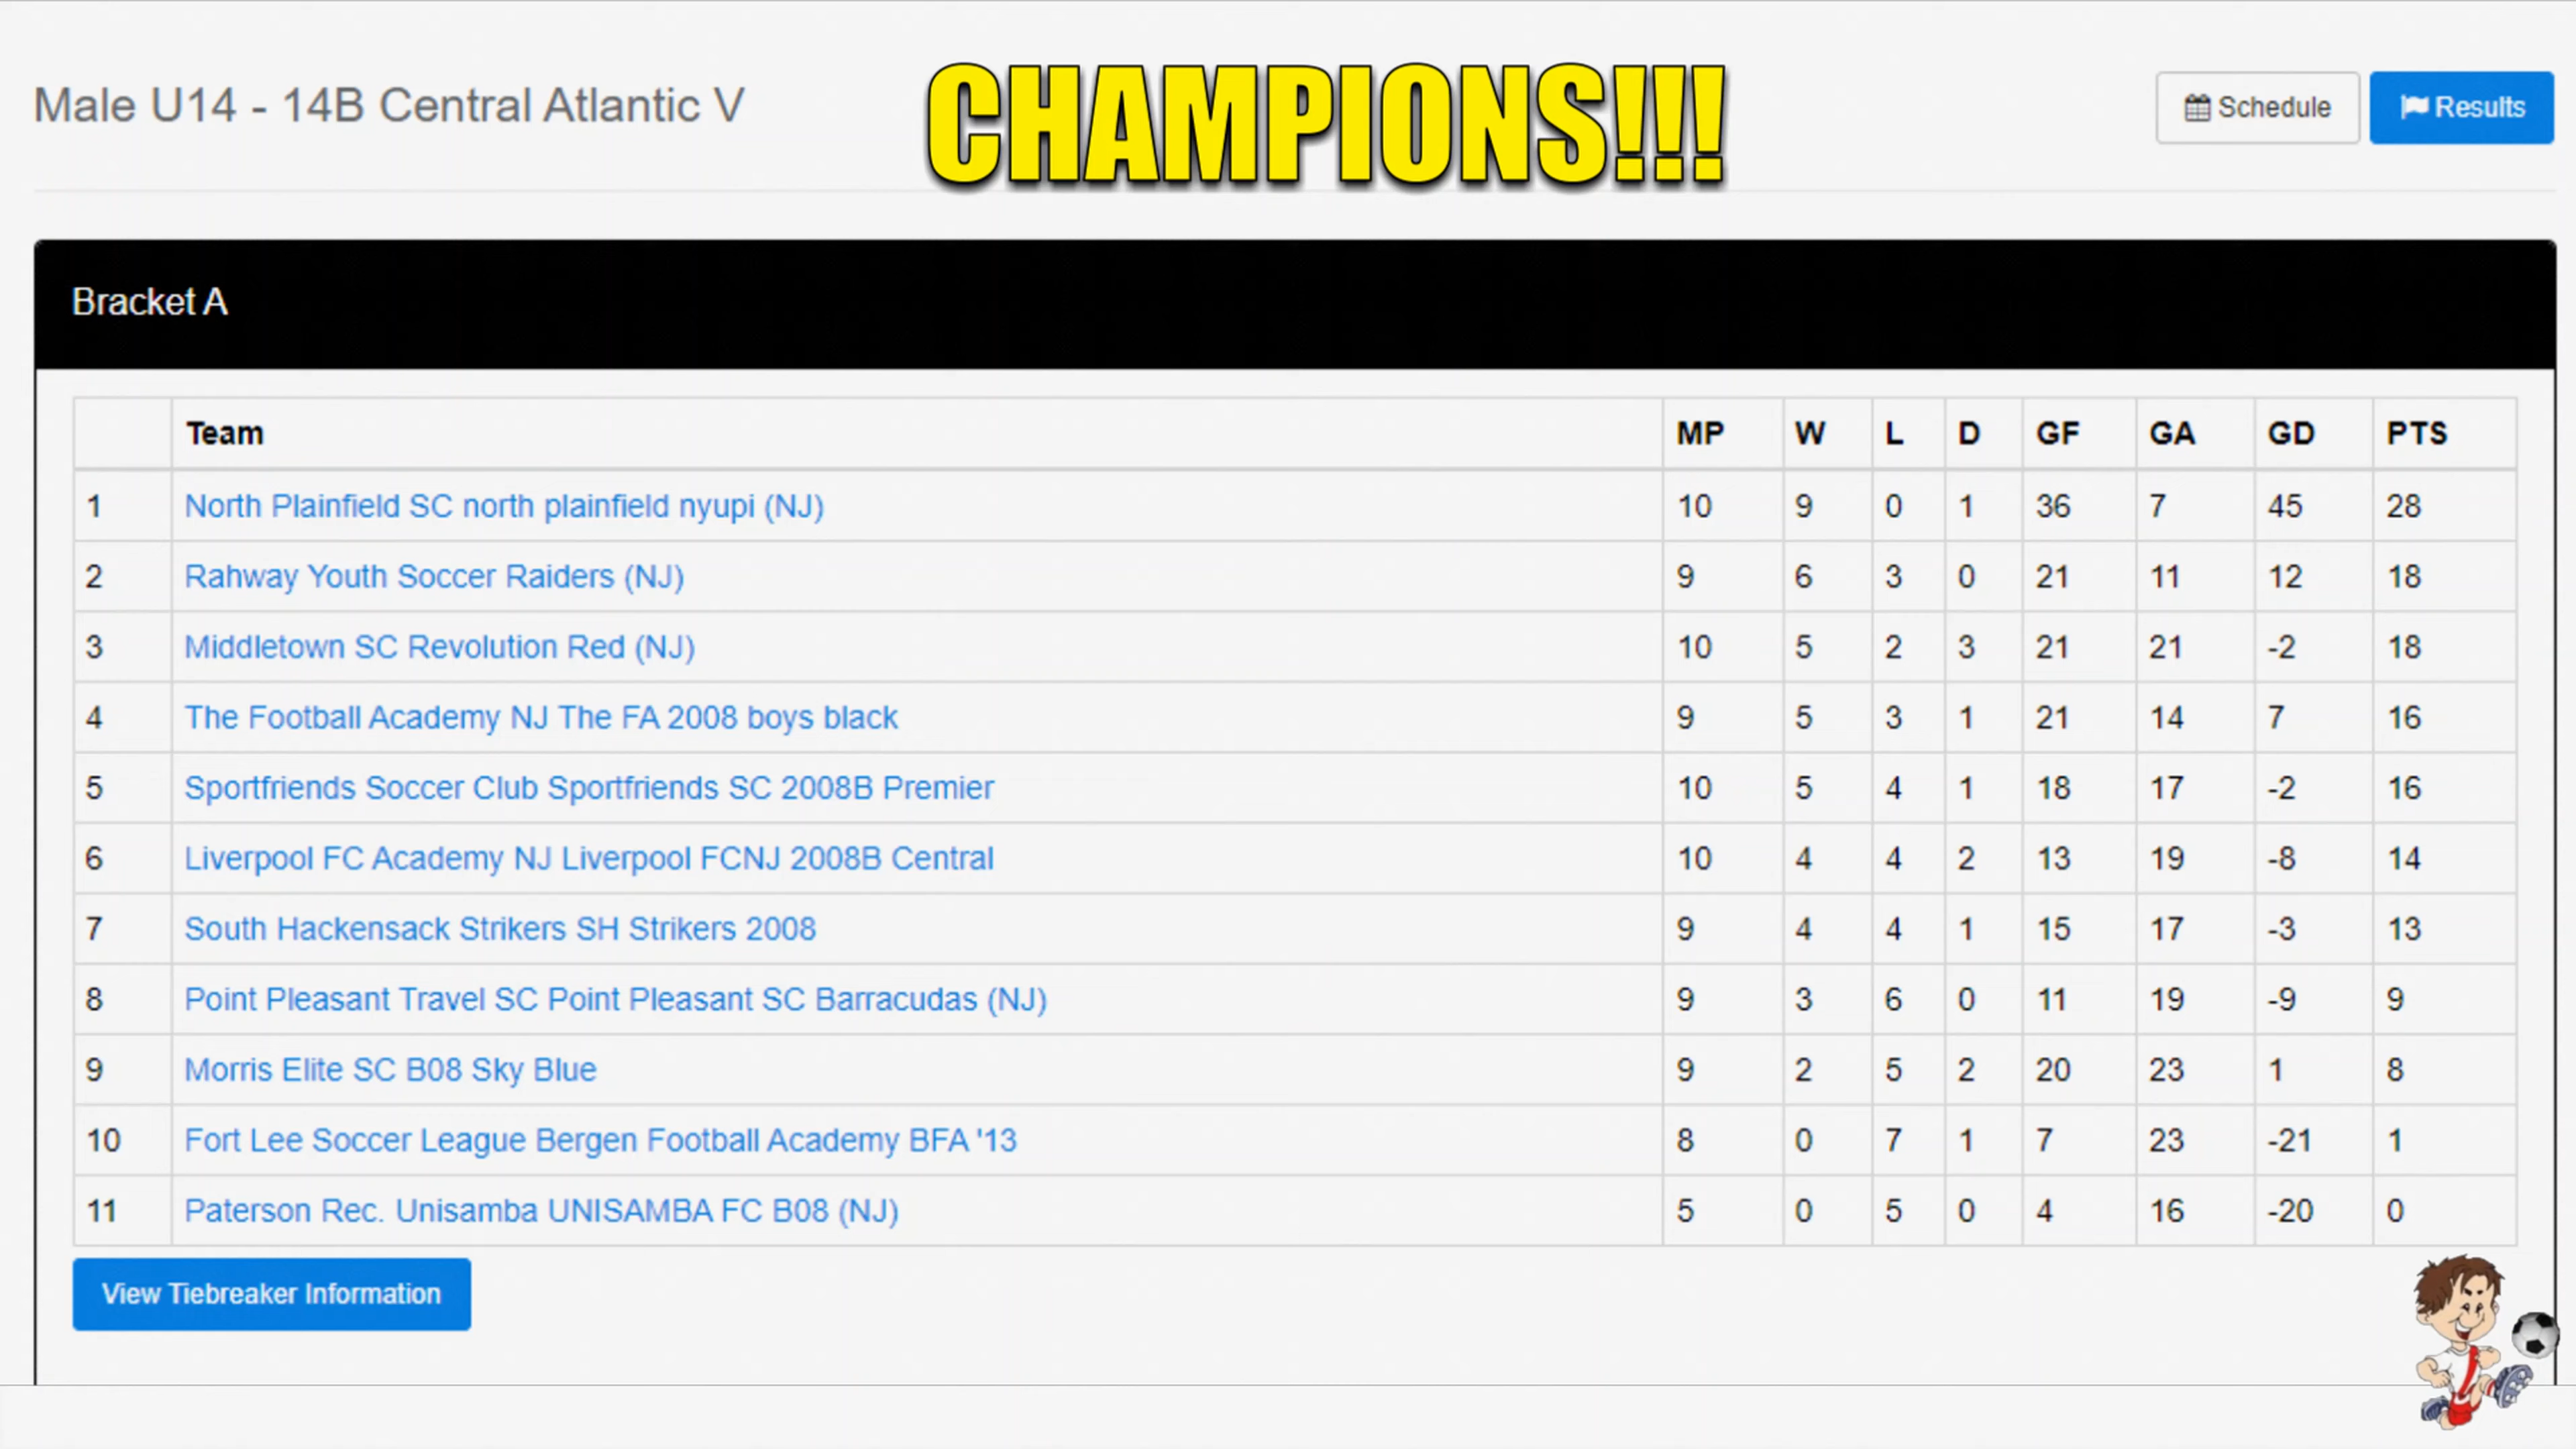 Male U14 - 14B Central Atlantic V
CHAMPIONS!!!
Schedule
Results
Bracket A
Team MP W L D GF GA GD PTS
1 North Plainfield SC north plainfield nyupi (NJ) 10 9 0 1 36 7 45 28
2 Rahway Youth Soccer Raiders (NJ) 9 6 3 0 21 11 12 18
3 Middletown SC Revolution Red (NJ) 10 5 2 3 21 21 -2 18
4 The Football Academy NJ The FA 2008 boys black 9 5 3 1 21 14 7 16
5 Sportfriends Soccer Club Sportfriends SC 2008B Premier 10 5 4 1 18 17 -2 16
6 Liverpool FC Academy NJ Liverpool FCNJ 2008B Central 10 4 4 2 13 19 -8 14
7 South Hackensack Strikers SH Strikers 2008 9 4 4 1 15 17 -3 13
8 Point Pleasant Travel SC Point Pleasant SC Barracudas (NJ) 9 3 6 0 11 19 -9 9
9 Morris Elite SC B08 Sky Blue 9 2 5 2 20 23 1 8
10 Fort Lee Soccer League Bergen Football Academy BFA '13 8 0 7 1 7 23 -21 1
11 Paterson Rec. Unisamba UNISAMBA FC B08 (NJ) 5 0 5 0 4 16 -20 0
View Tiebreaker Information